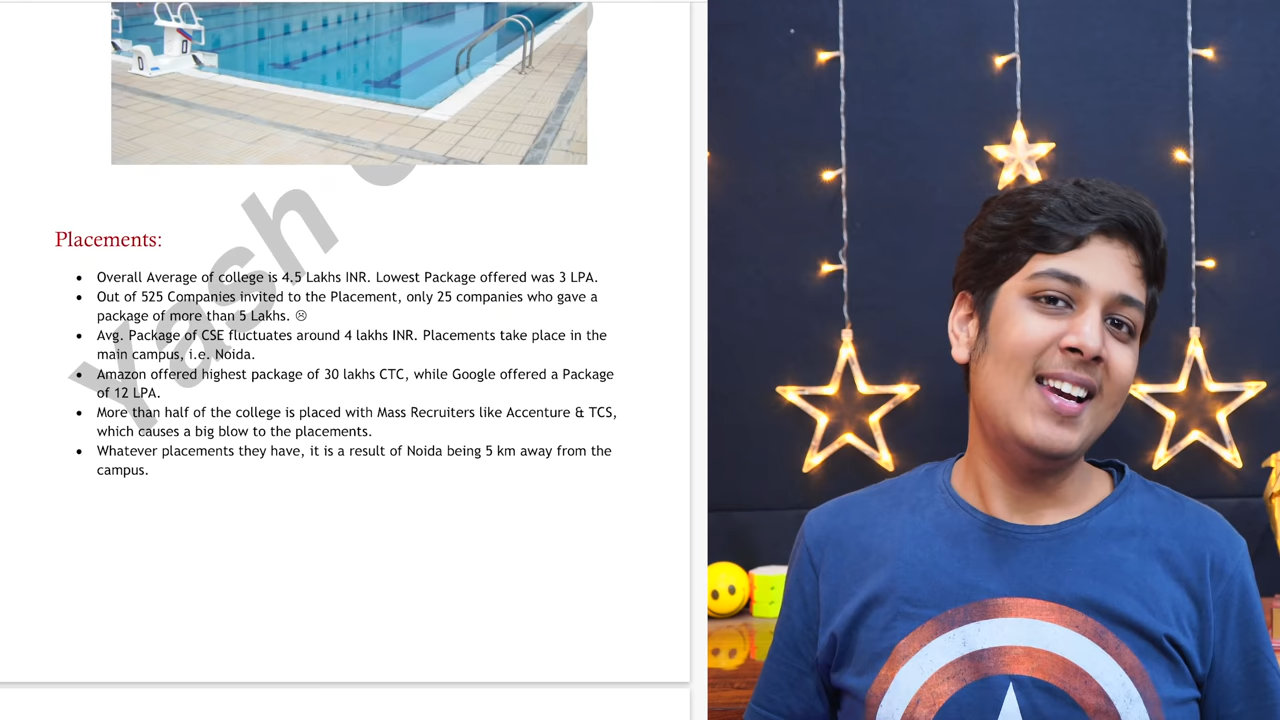 Placements:
Overall Average of college is 4.5 Lakhs INR. Lowest Package offered was 3 LPA.
Out of 525 Companies invited to the Placement, only 25 companies who gave a
package of more than 5 Lakhs. ☹
Avg. Package of CSE fluctuates around 4 lakhs INR. Placements take place in the
main campus, i.e. Noida.
Amazon offered highest package of 30 lakhs CTC, while Google offered a Package
of 12 LPA.
More than half of the college is placed with Mass Recruiters like Accenture & TCS,
which causes a big blow to the placements.
Whatever placements they have, it is a result of Noida being 5 km away from the
campus.
Yash